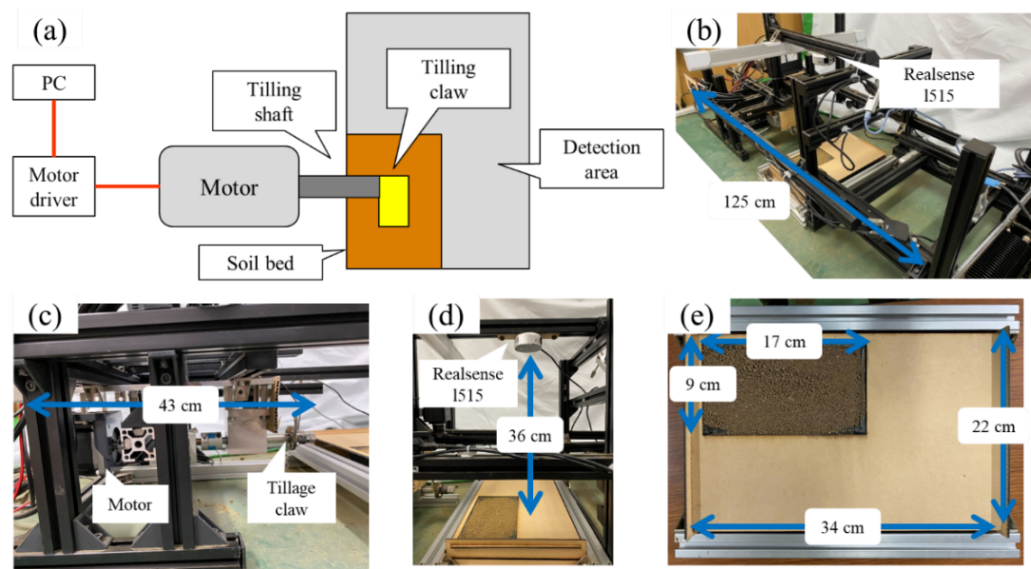 (a)
PC
Motor
driver
Motor
Tilling
shaft
Tilling
claw
Detection
area
Soil bed
(b)
Realsense
l515
125 cm
(c)
43 cm
Motor
Tillage
claw
(d)
Realsense
l515
36 cm
(e)
17 cm
9 cm
22 cm
34 cm